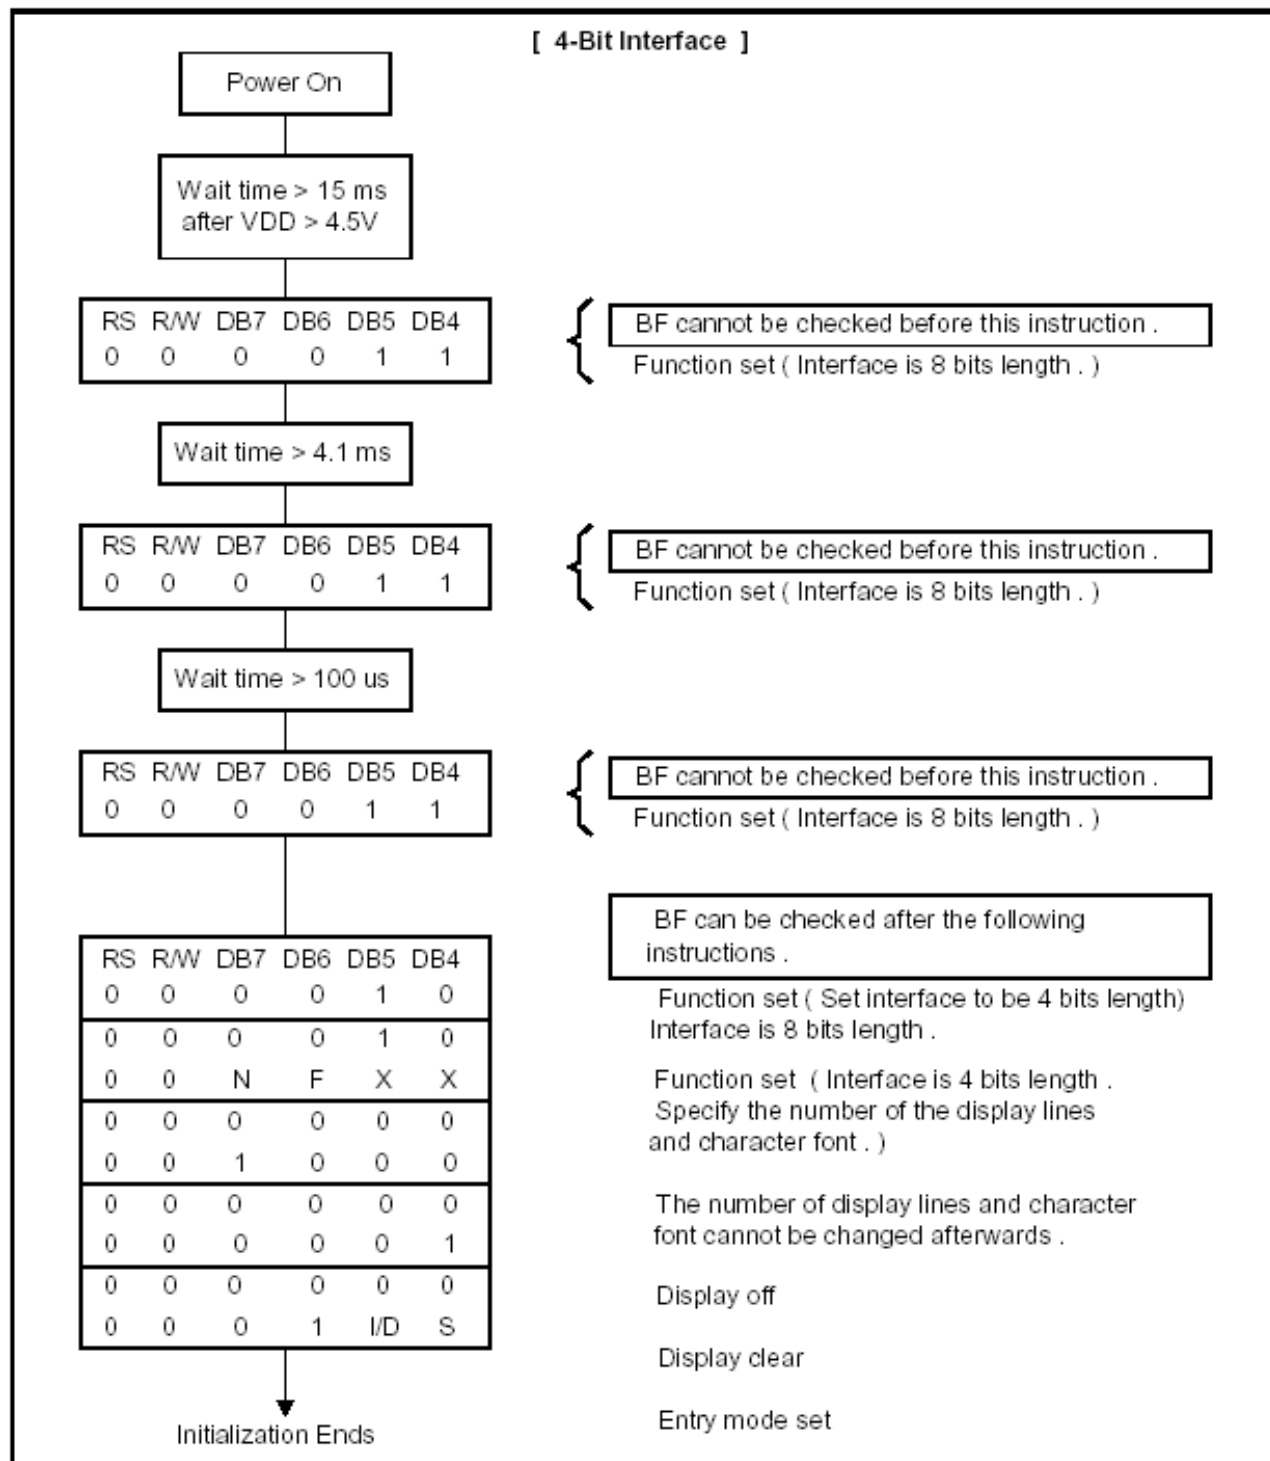 [ 4-Bit Interface ]
Power On
Wait time > 15 ms
after VDD > 4.5V
RS R/W DB7 DB6 DB5 DB4
0 0 0 0 1 1
BF cannot be checked before this instruction .
Function set ( Interface is 8 bits length . )
Wait time > 4.1 ms
RS R/W DB7 DB6 DB5 DB4
0 0 0 0 1 1
BF cannot be checked before this instruction .
Function set ( Interface is 8 bits length . )
Wait time > 100 us
RS R/W DB7 DB6 DB5 DB4
0 0 0 0 1 1
BF cannot be checked before this instruction .
Function set ( Interface is 8 bits length . )
RS R/W DB7 DB6 DB5 DB4
0 0 0 0 1 0
0 0 0 0 1 0
0 0 N F X X
0 0 0 0 0 0
0 0 1 0 0 0
0 0 0 0 0 0
0 0 0 0 0 1
0 0 0 0 0 0
0 0 0 1 I/D S
Initialization Ends
BF can be checked after the following
instructions .
Function set ( Set interface to be 4 bits length)
Interface is 8 bits length .
Function set ( Interface is 4 bits length .
Specify the number of the display lines
and character font . )
The number of display lines and character
font cannot be changed afterwards .
Display off
Display clear
Entry mode set